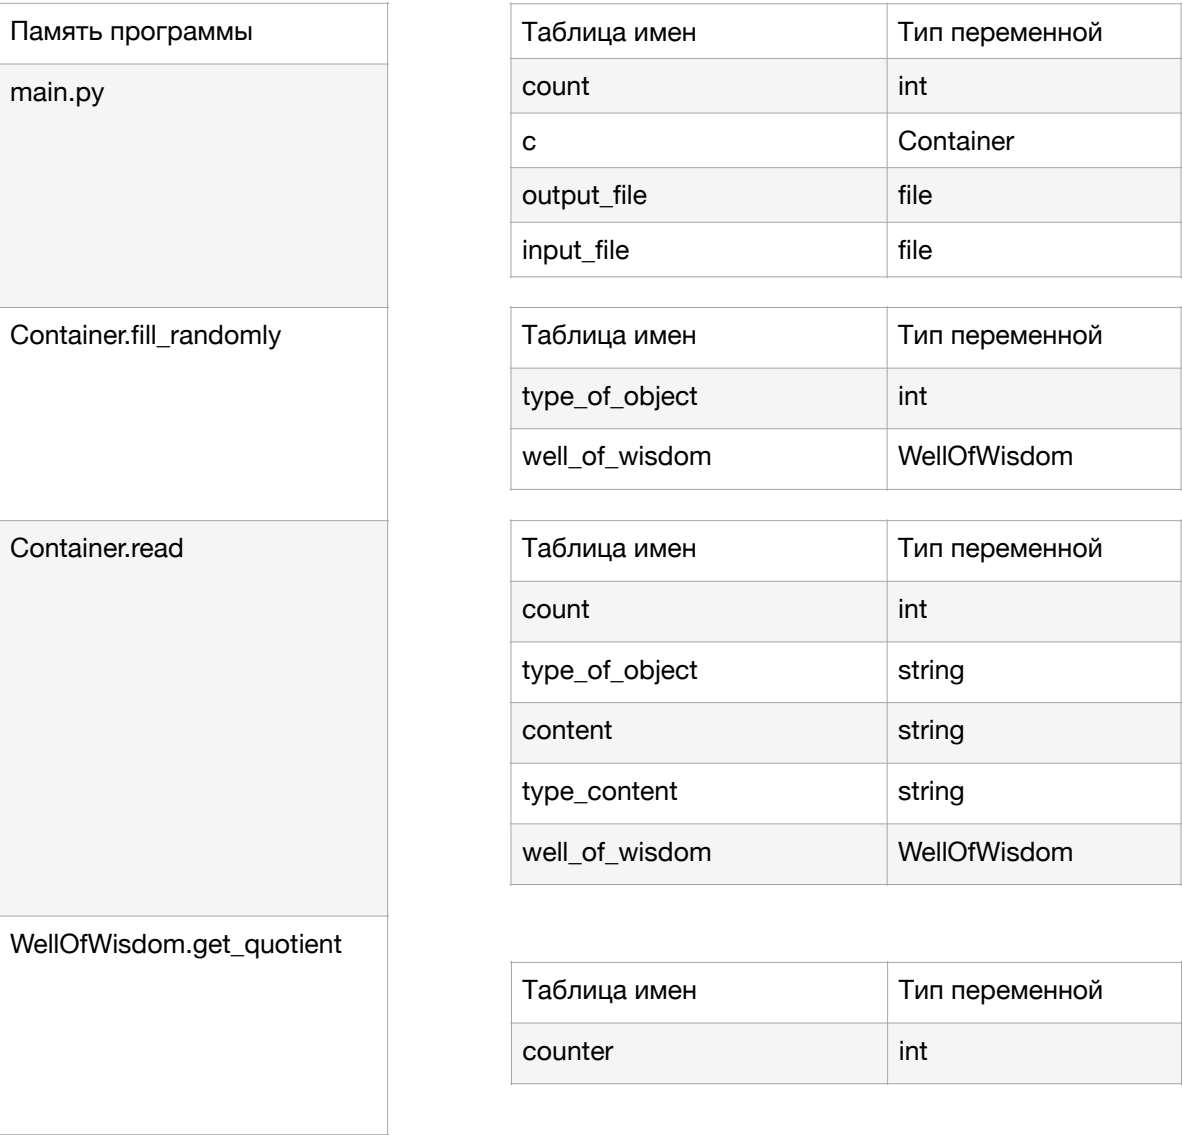 Память программы
main.py
Таблица имен Тип переменной
count int
c Container
output_file file
input_file file
Container.fill_randomly
Таблица имен Тип переменной
type_of_object int
well_of_wisdom WellOfWisdom
Container.read
Таблица имен Тип переменной
count int
type_of_object string
content string
type_content string
well_of_wisdom WellOfWisdom
WellOfWisdom.get_quotient
Таблица имен Тип переменной
counter int